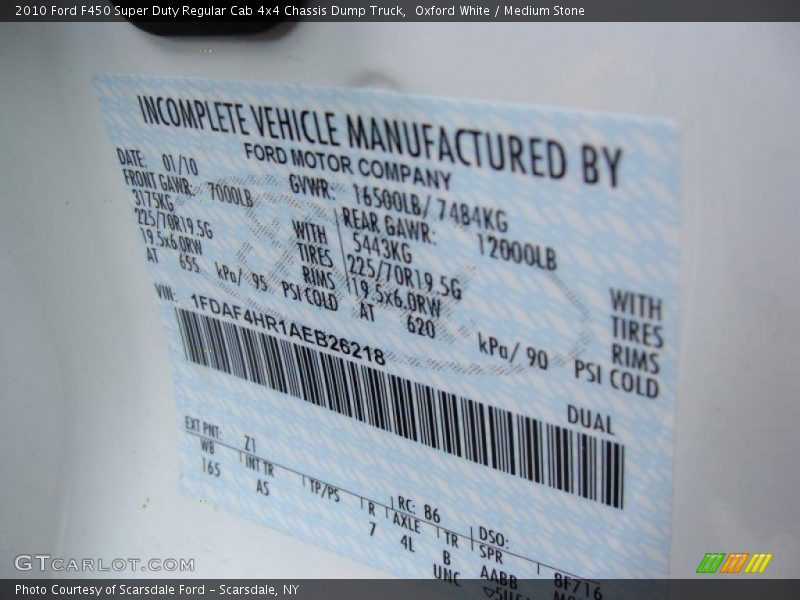 2010 Ford F450 Super Duty Regular Cab 4x4 Chassis Dump Truck,  Oxford White / Medium Stone
INCOMPLETE VEHICLE MANUFACTURED BY
FORD MOTOR COMPANY
DATE: 01/10 GVWR: 16500LB/ 7484KG
FRONT GAWR: 7000LB REAR GAWR: 12000LB
3175KG 5443KG
225/70R19.5G WITH TIRES 225/70R19.5G WITH TIRES
19.5x6.0RW RIMS 19.5x6.0RW RIMS
AT 655 kPa/ 95 PSI COLD AT 620 kPa/ 90 PSI COLD
VIN: 1FDAF4HR1AEB26218
DUAL
EXT PNT: Z1 RC: B6 DSO:
WB INT TR TP/PS R AXLE TR SPR 8F716
165 A5 7 4L B AABB
UNC
GTCARLOT.COM
Photo Courtesy of Scarsdale Ford - Scarsdale, NY